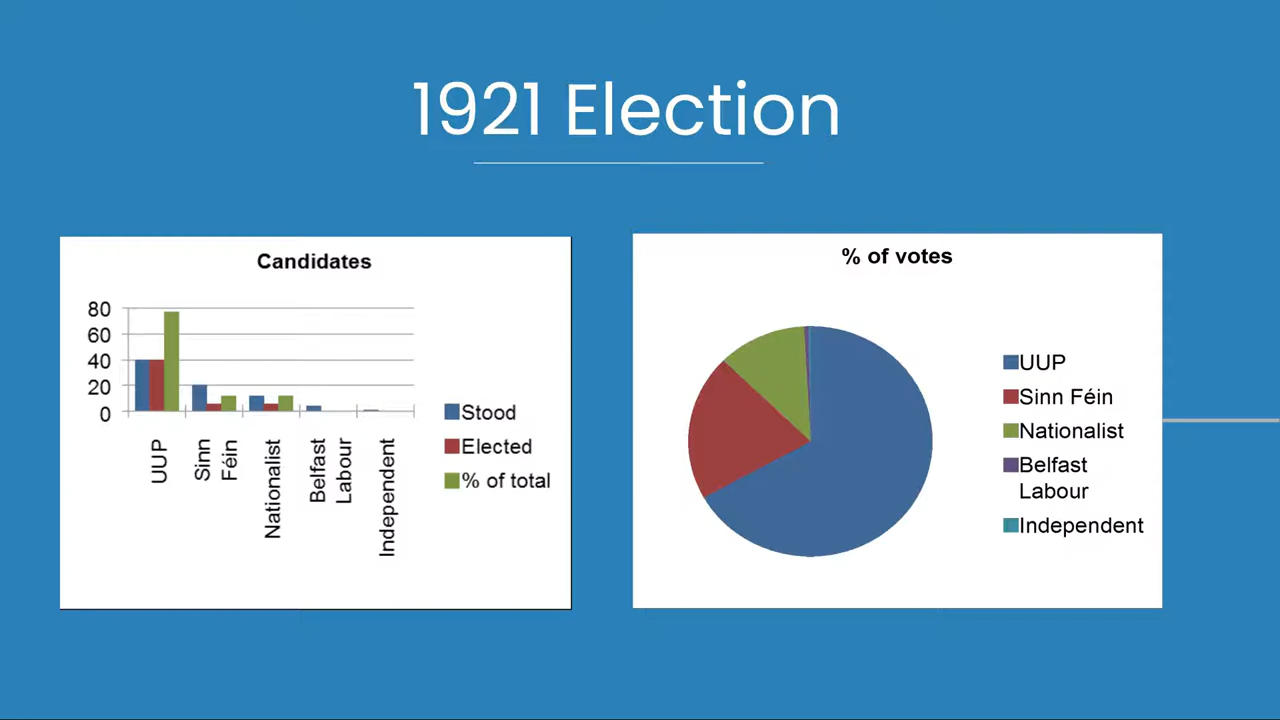 1921 Election
Candidates
80
60
40
20
0
UUP
Sinn
Féin
Nationalist
Belfast
Labour
Independent
Stood
Elected
% of total
% of votes
UUP
Sinn Féin
Nationalist
Belfast
Labour
Independent